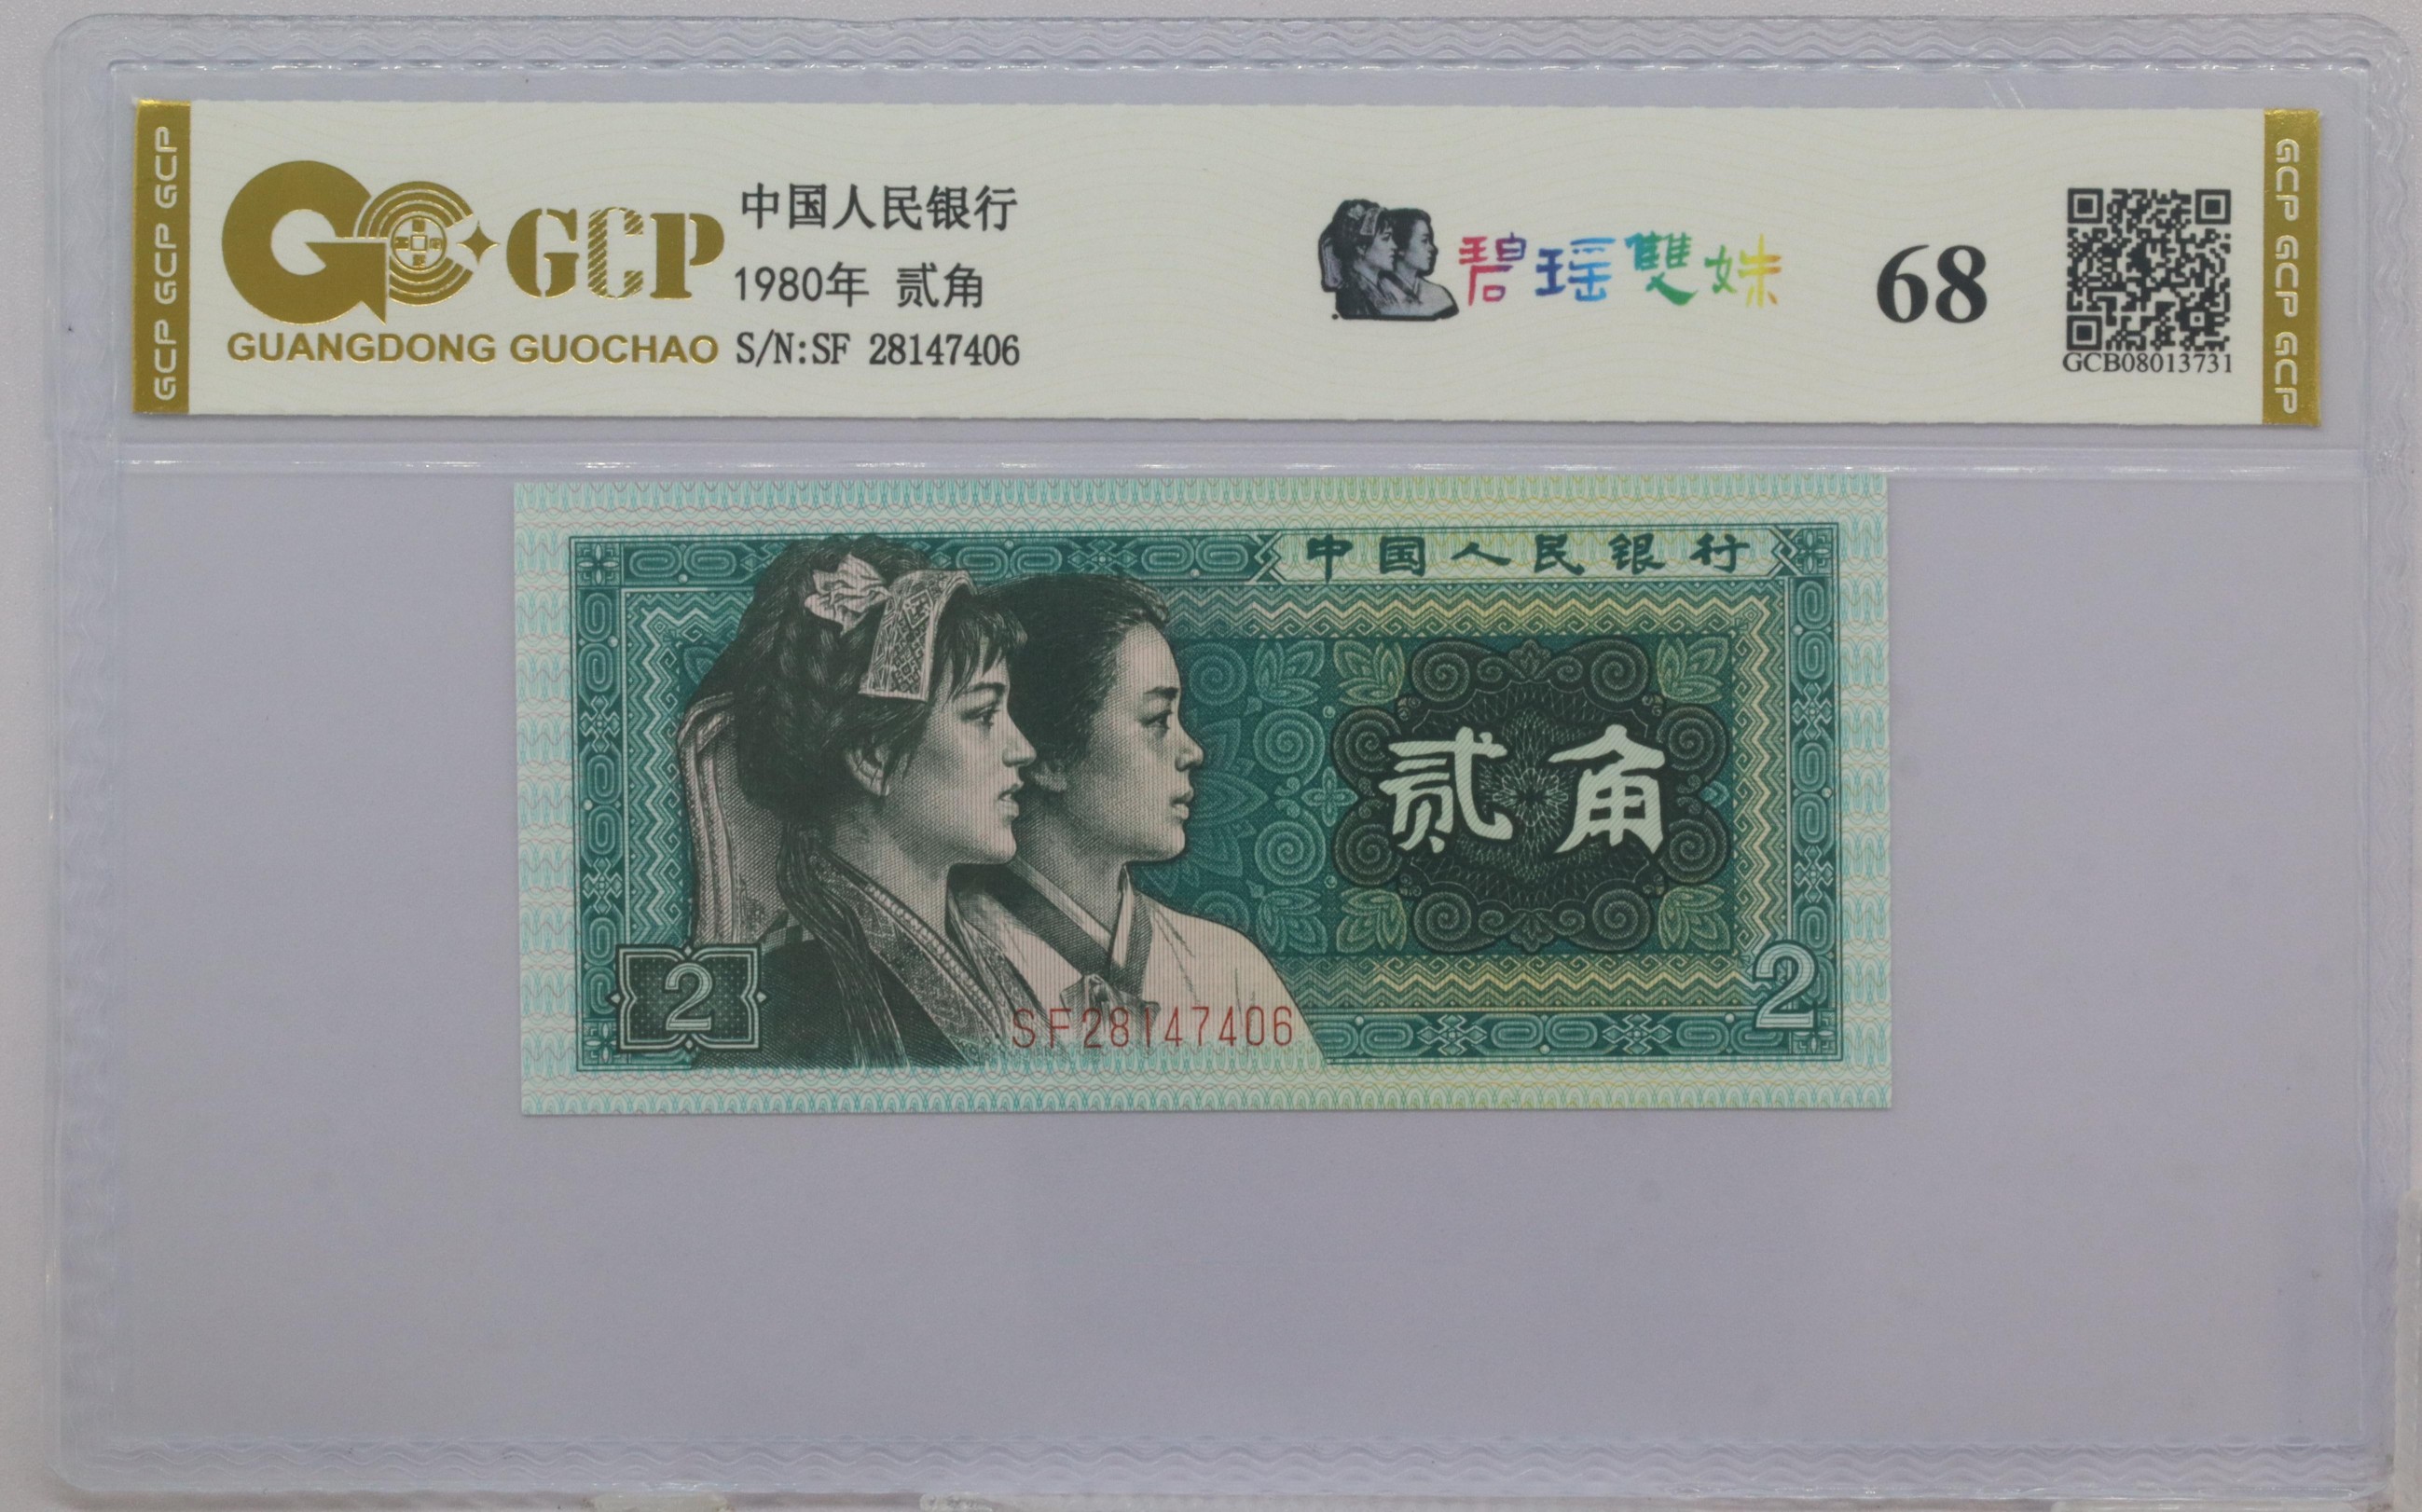 GCP GCP GCP
GCP
GUANGDONG GUOCHAO
中国人民银行
1980年 贰角
S/N:SF 28147406
碧瑶雙姝
68
GCB08013731
GCP GCP GCP
中国人民银行
贰角
2
2
SF28147406